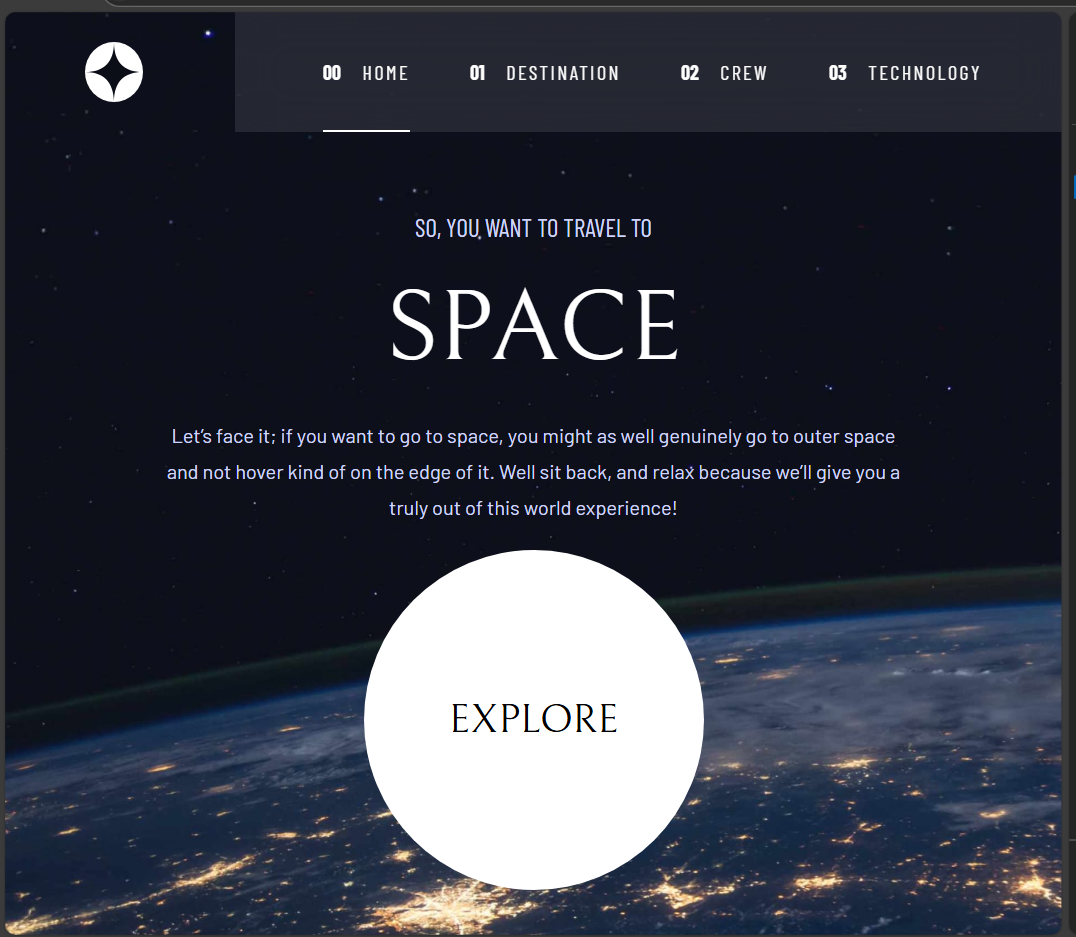 00 HOME 01 DESTINATION 02 CREW 03 TECHNOLOGY
SO, YOU WANT TO TRAVEL TO
SPACE
Let’s face it; if you want to go to space, you might as well genuinely go to outer space
and not hover kind of on the edge of it. Well sit back, and relax because we’ll give you a
truly out of this world experience!
EXPLORE